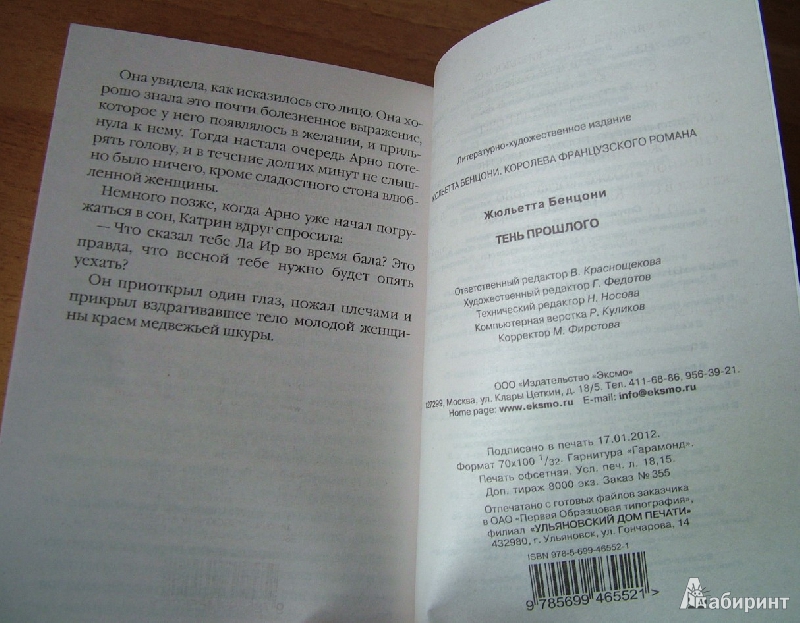 Она увидела, как исказилось его лицо. Она хо-
рошо знала это почти болезненное выражение,
которое у него появлялось в желании, и приль-
нула к нему. Тогда настала очередь Арно поте-
рять голову, и в течение долгих минут не слыш-
но было ничего, кроме сладостного стона влюб-
ленной женщины.
Немного позже, когда Арно уже начал погру-
жаться в сон, Катрин вдруг спросила:
— Что сказал тебе Ла Ир во время бала? Это
правда, что весной тебе нужно будет опять
уехать?
Он приоткрыл один глаз, пожал плечами и
прикрыл вздрагивавшее тело молодой женщи-
ны краем медвежьей шкуры.
Литературно-художественное издание
ЖЮЛЬЕТТА БЕНЦОНИ. КОРОЛЕВА ФРАНЦУЗСКОГО РОМАНА
Жюльетта Бенцони
ТЕНЬ ПРОШЛОГО
Ответственный редактор В. Краснощекова
Художественный редактор Г. Федотов
Технический редактор Н. Носова
Компьютерная верстка Р. Куликов
Корректор М. Фирстова
ООО «Издательство «Эксмо»
127299, Москва, ул. Клары Цеткин, д. 18/5. Тел. 411-68-86, 956-39-21.
Home page: www.eksmo.ru E-mail: info@eksmo.ru
Подписано в печать 17.01.2012.
Формат 70x100 1/32. Гарнитура «Гарамонд».
Печать офсетная. Усл. печ. л. 18,15.
Доп. тираж 8000 экз. Заказ № 355
Отпечатано с готовых файлов заказчика
в ОАО «Первая Образцовая типография»,
филиал «УЛЬЯНОВСКИЙ ДОМ ПЕЧАТИ»
432980, г. Ульяновск, ул. Гончарова, 14
ISBN 978-5-699-46552-1
9 785699 465521 >
Лабиринт